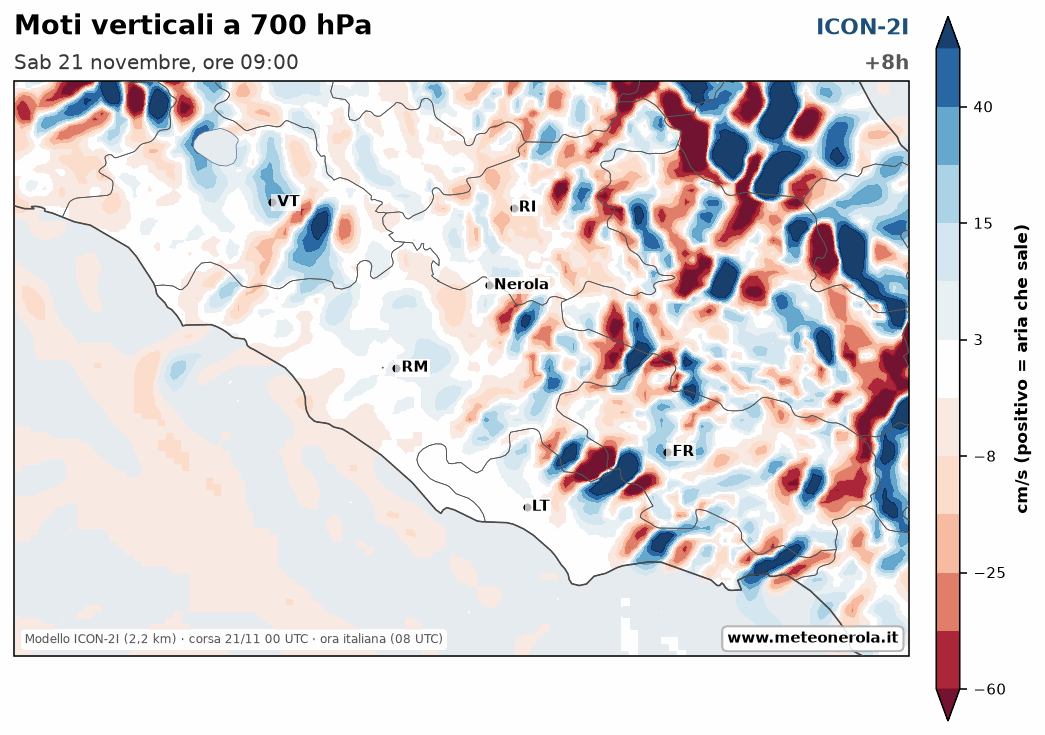 Moti verticali a 700 hPa
ICON-2I
Sab 21 novembre, ore 09:00
+8h
VT
RI
Nerola
RM
FR
LT
40
15
3
−8
−25
−60
cm/s (positivo = aria che sale)
Modello ICON-2I (2,2 km) · corsa 21/11 00 UTC · ora italiana (08 UTC)
www.meteonerola.it